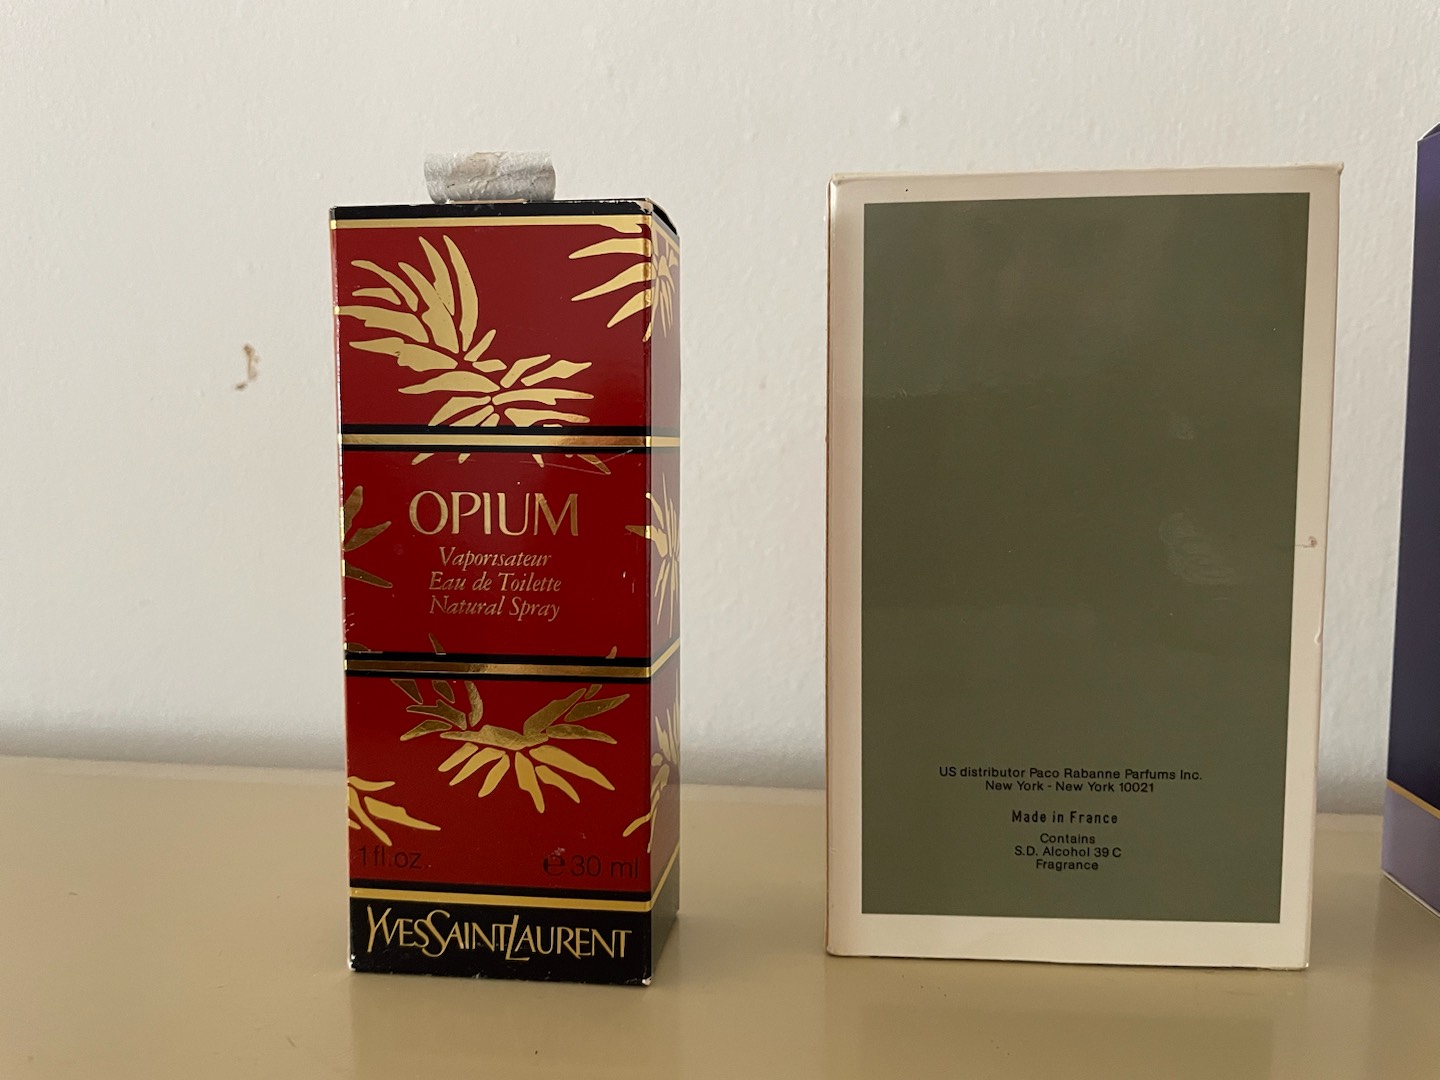 OPIUM
Vaporisateur
Eau de Toilette
Natural Spray
1 fl.oz. e 30 ml
YVESSAINTLAURENT
US distributor Paco Rabanne Parfums Inc.
New York - New York 10021
Made in France
Contains
S.D. Alcohol 39 C
Fragrance